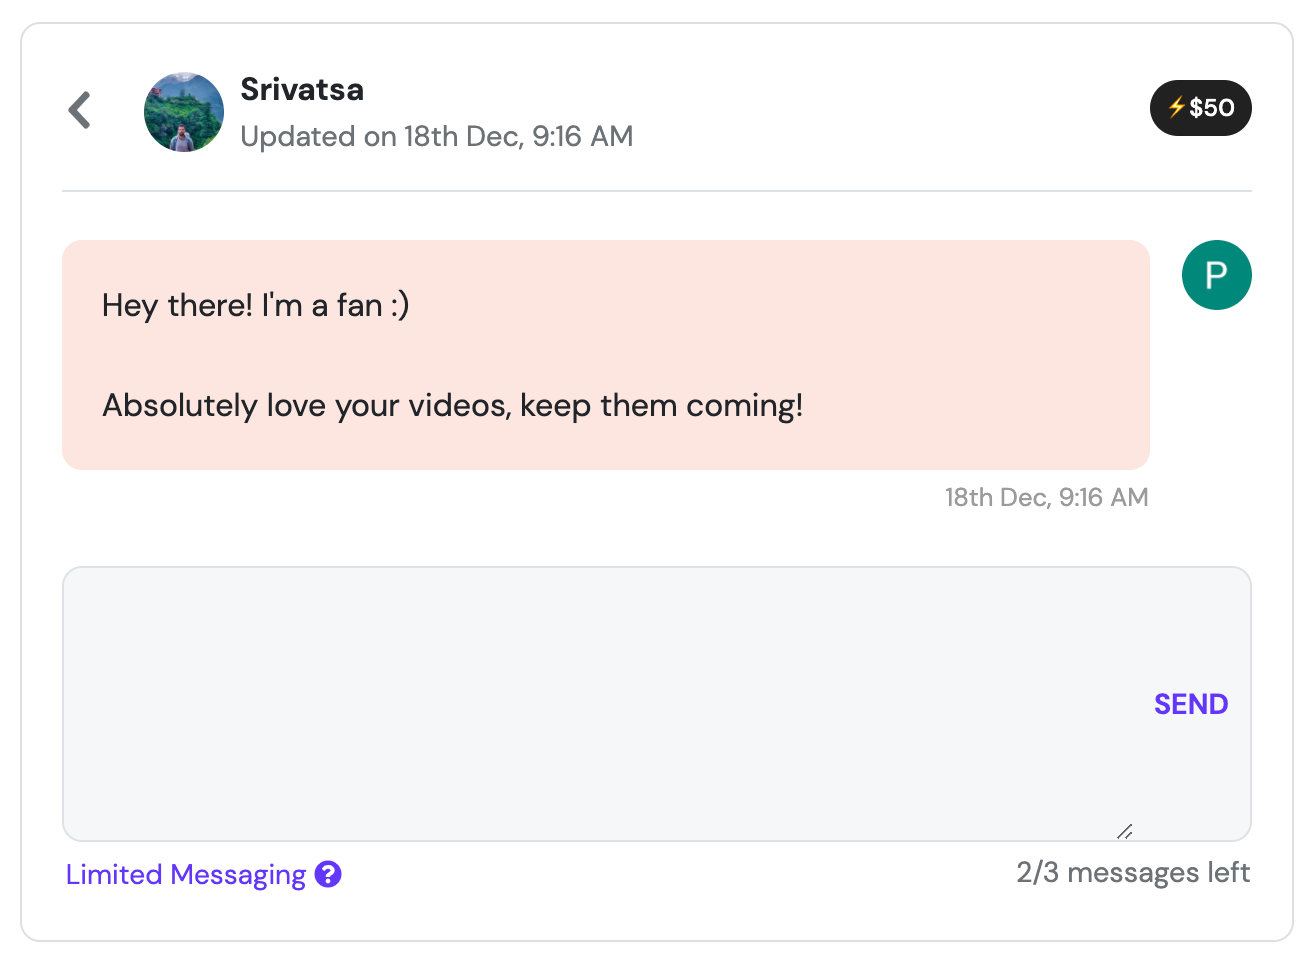 Srivatsa
Updated on 18th Dec, 9:16 AM
⚡$50
P
Hey there! I'm a fan :)
Absolutely love your videos, keep them coming!
18th Dec, 9:16 AM
SEND
Limited Messaging ?
2/3 messages left